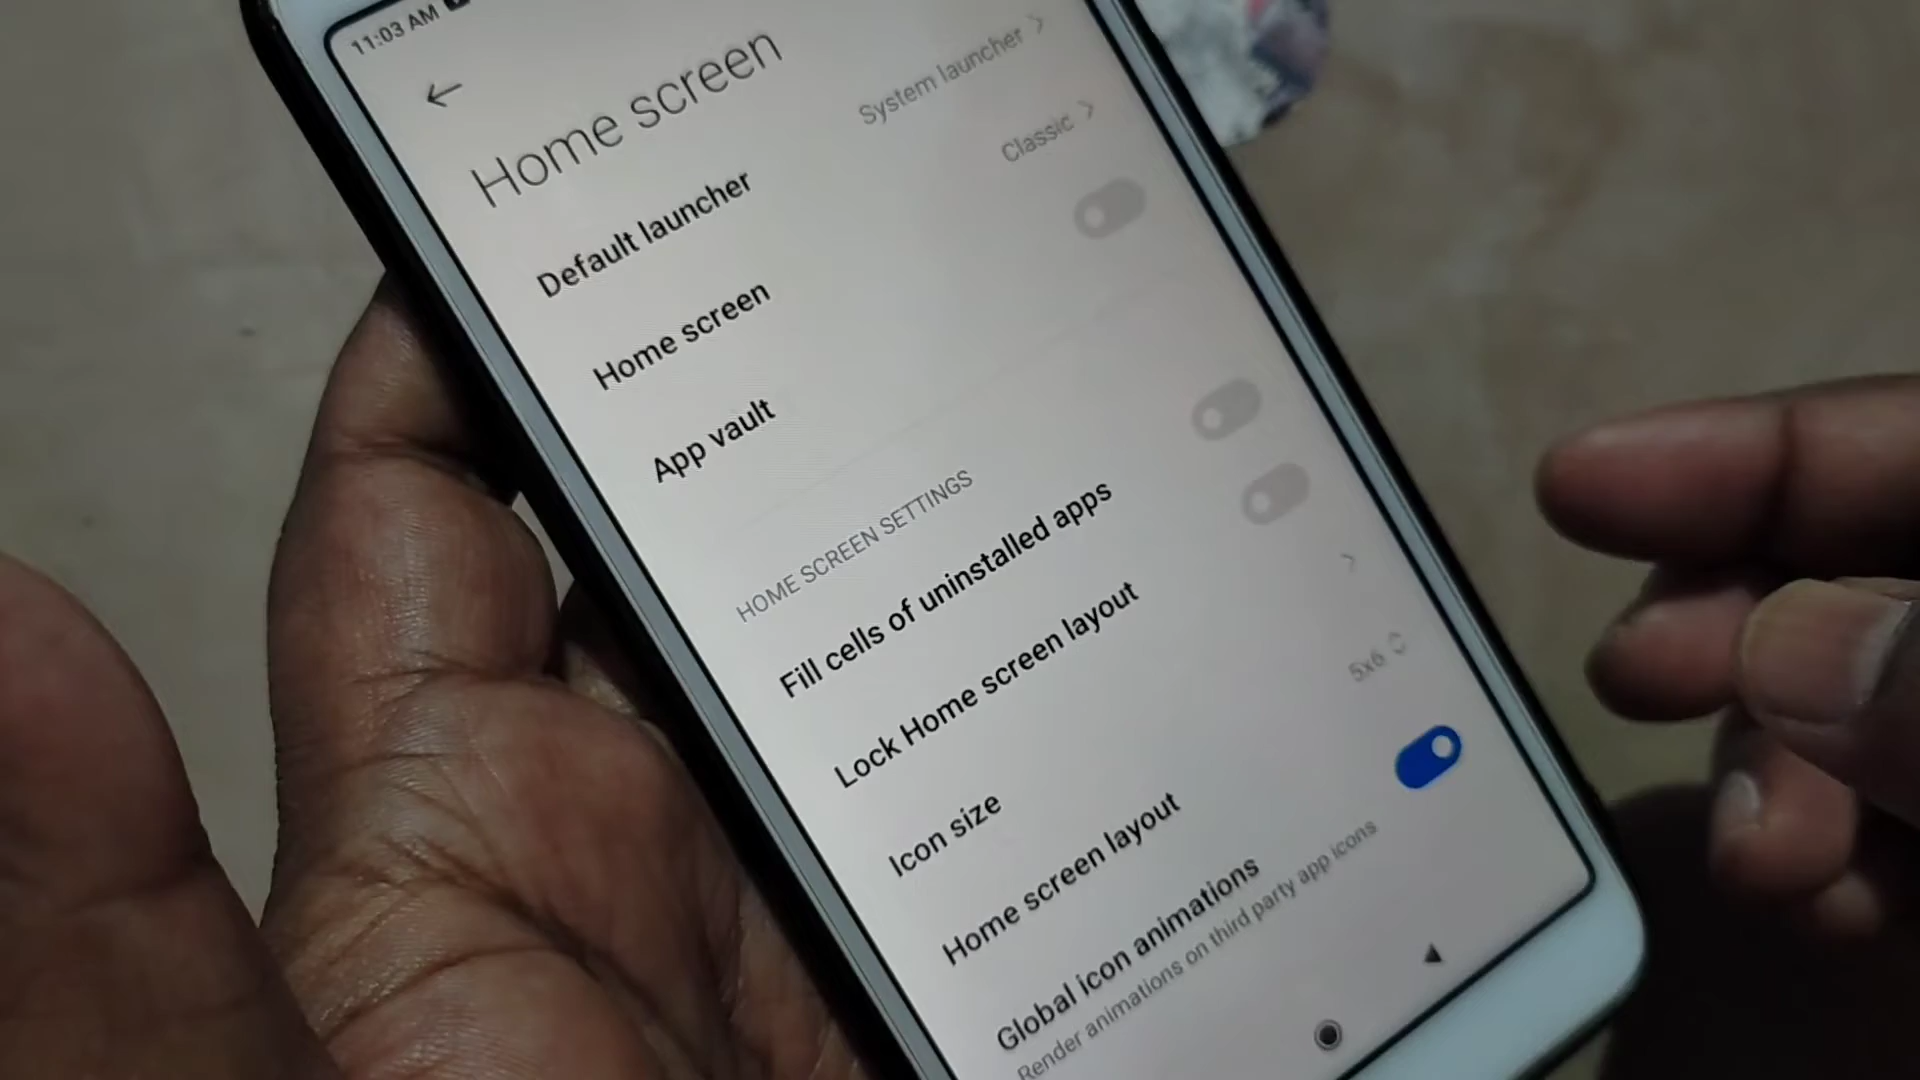 11:03 AM
Home screen
Default launcher System launcher
Home screen Classic
App vault
HOME SCREEN SETTINGS
Fill cells of uninstalled apps
Lock Home screen layout
Icon size
Home screen layout 5x6
Global icon animations
Render animations on third party app icons